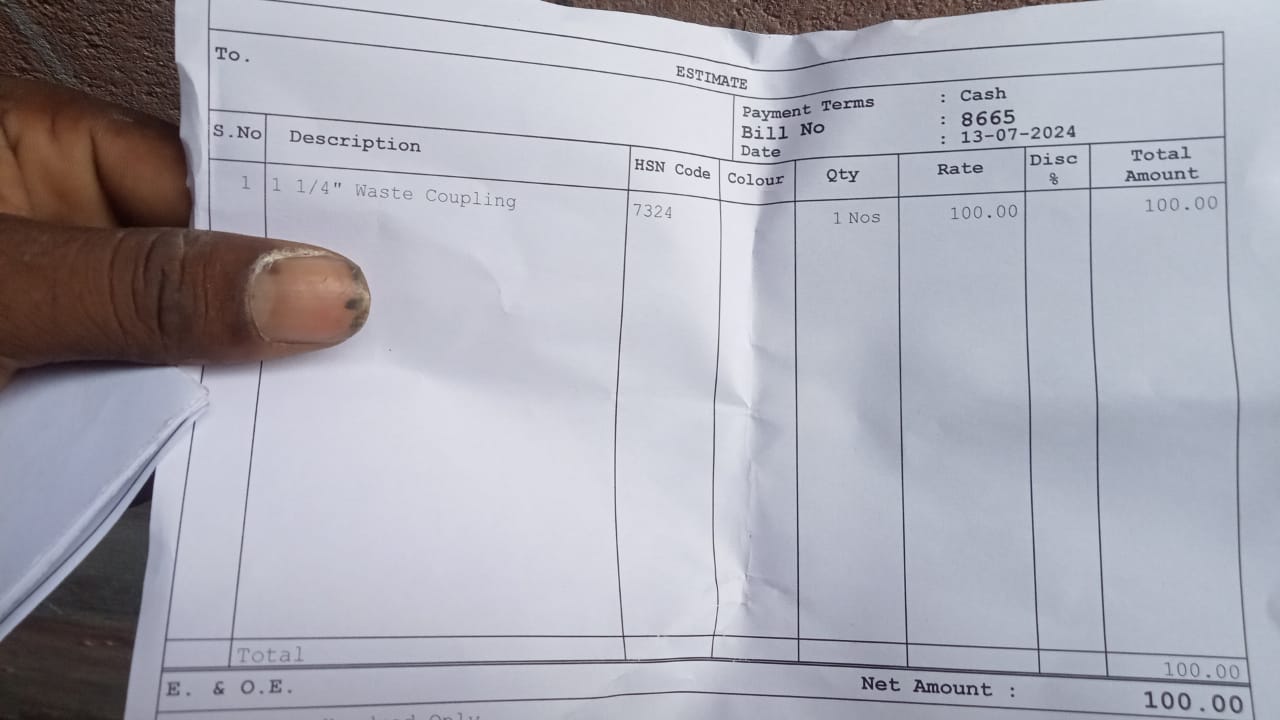 ESTIMATE
To.
Payment Terms : Cash
Bill No : 8665
Date : 13-07-2024
S.No Description HSN Code Colour Qty Rate Disc % Total Amount
1 1 1/4" Waste Coupling 7324 1 Nos 100.00 100.00
Total 100.00
E. & O.E. Net Amount : 100.00
Only